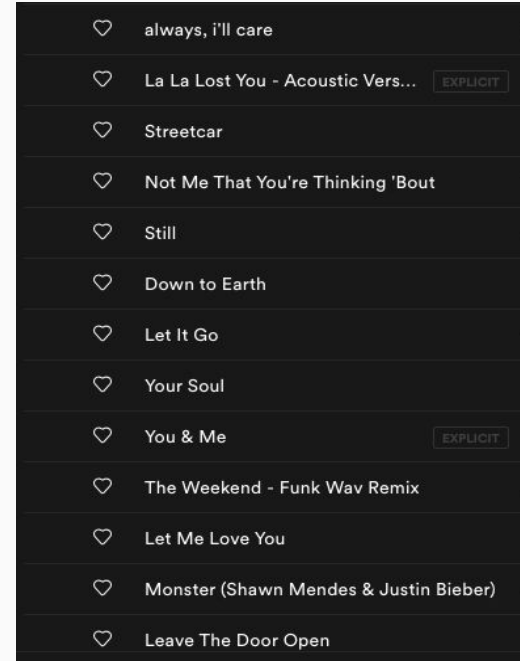 always, i'll care
La La Lost You - Acoustic Vers... EXPLICIT
Streetcar
Not Me That You're Thinking 'Bout
Still
Down to Earth
Let It Go
Your Soul
You & Me EXPLICIT
The Weekend - Funk Wav Remix
Let Me Love You
Monster (Shawn Mendes & Justin Bieber)
Leave The Door Open